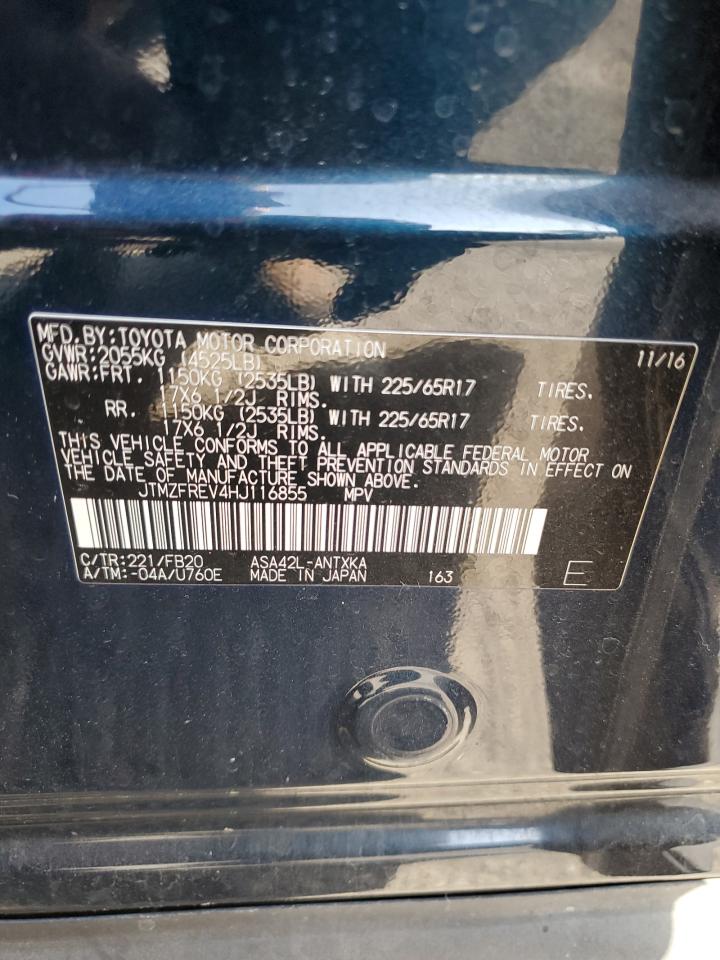 MFD.BY:TOYOTA MOTOR CORPORATION 11/16
GVWR:2055KG (4525LB)
GAWR:FRT. 1150KG (2535LB) WITH 225/65R17 TIRES.
17X6 1/2J RIMS.
RR. 1150KG (2535LB) WITH 225/65R17 TIRES.
17X6 1/2J RIMS.
THIS VEHICLE CONFORMS TO ALL APPLICABLE FEDERAL MOTOR
VEHICLE SAFETY AND THEFT PREVENTION STANDARDS IN EFFECT ON
THE DATE OF MANUFACTURE SHOWN ABOVE.
JTMZFREV4HJ116855 MPV
C/TR:221/FB20 ASA42L-ANTXKA
A/TM:-04A/U760E MADE IN JAPAN 163 E